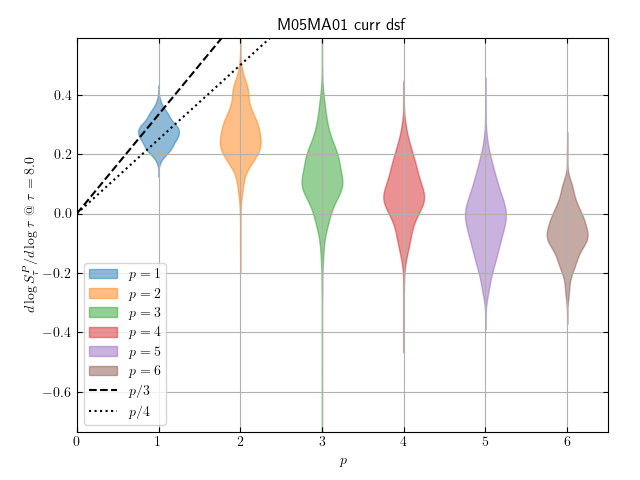 M05MA01 curr dsf
d log S_τ^P / d log τ @ τ = 8.0
0.4
0.2
0.0
−0.2
−0.4
−0.6
p = 1
p = 2
p = 3
p = 4
p = 5
p = 6
p/3
p/4
0 1 2 3 4 5 6
p